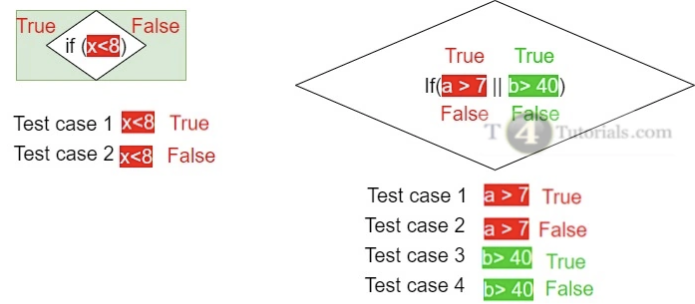 True False
if (x<8)
Test case 1 x<8 True
Test case 2 x<8 False
True True
If(a > 7 || b> 40)
False False
T 4 Tutorials.com
Test case 1 a > 7 True
Test case 2 a > 7 False
Test case 3 b> 40 True
Test case 4 b> 40 False